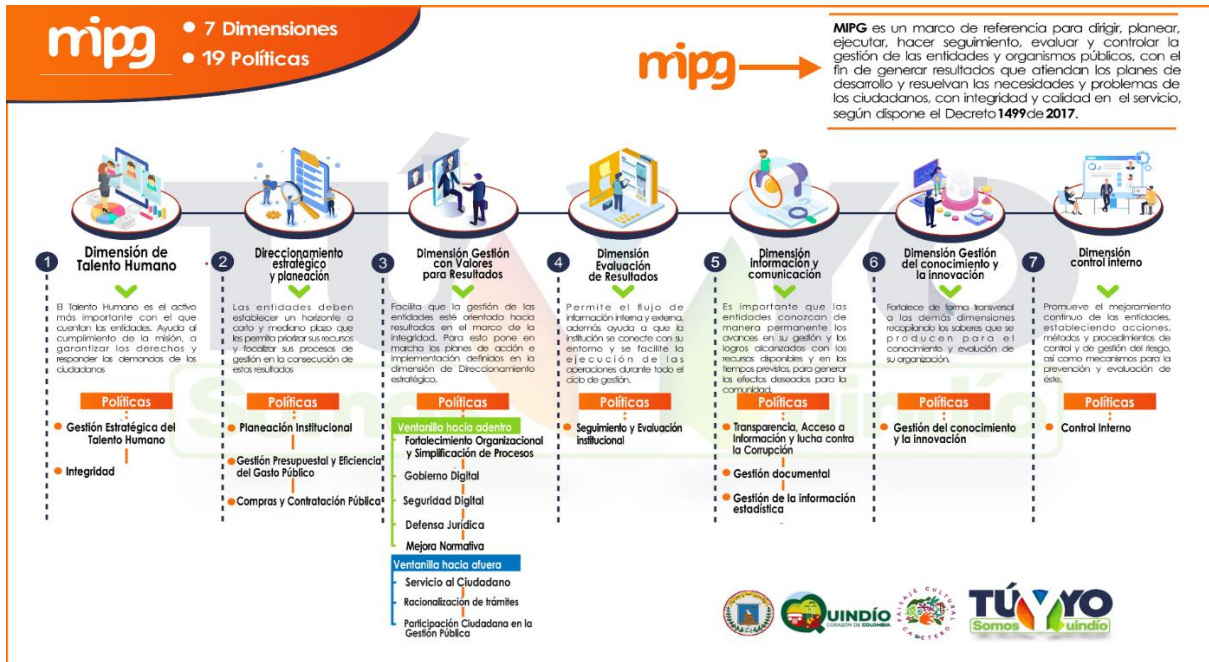 mipg
• 7 Dimensiones
• 19 Políticas
mipg
MIPG es un marco de referencia para dirigir, planear,
ejecutar, hacer seguimiento, evaluar y controlar la
gestión de las entidades y organismos públicos, con el
fin de generar resultados que atiendan los planes de
desarrollo y resuelvan las necesidades y problemas de
los ciudadanos, con integridad y calidad en el servicio,
según dispone el Decreto 1499de 2017.
TÚ Y YO
Somos Quindío
1
Dimensión de
Talento Humano
El Talento Humano es el activo
más importante con el que
cuentan las entidades. Ayuda al
cumplimiento de la misión, a
garantizar los derechos y
responder las demandas de los
ciudadanos
Políticas
Gestión Estratégica del
Talento Humano
Integridad
2
Direccionamiento
estratégico
y planeación
Las entidades deben
establecer un horizonte a
corto y mediano plazo que
les permita priorizar sus recursos
y focalizar sus procesos de
gestión en la consecución de
estos resultados
Políticas
Planeación Institucional
Gestión Presupuestal y Eficiencia
del Gasto Público
Compras y Contratación Pública
3
Dimensión Gestión
con Valores
para Resultados
Facilita que la gestión de las
entidades esté orientada hacia
resultados en el marco de la
integridad. Para esto pone en
marcha los planes de acción e
implementación definidos en la
dimensión de Direccionamiento
estratégico.
Políticas
Ventanilla hacia adentro
Fortalecimiento Organizacional
y Simplificación de Procesos
Gobierno Digital
Seguridad Digital
Defensa Jurídica
Mejora Normativa
Ventanilla hacia afuera
Servicio al Ciudadano
Racionalización de trámites
Participación Ciudadana en la
Gestión Pública
4
Dimensión
Evaluación
de Resultados
Permite el flujo de
información interna y externa,
además ayuda a que la
institución se conecte con su
entorno y se facilite la
ejecución de las
operaciones durante todo el
ciclo de gestión.
Políticas
Seguimiento y Evaluación
institucional
5
Dimensión
información y
comunicación
Es importante que las
entidades conozcan de
manera permanente los
avances en su gestión y los
logros alcanzados con los
recursos disponibles y en los
tiempos previstos, para generar
los efectos deseados para la
comunidad.
Políticas
Transparencia, Acceso a
Información y lucha contra
la Corrupción
Gestión documental
Gestión de la información
estadística
6
Dimensión Gestión
del conocimiento y
la innovación
Fortalece de forma transversal
a las demás dimensiones
recopilando los saberes que se
producen para el
conocimiento y evolución de
su organización.
Políticas
Gestión del conocimiento
y la innovación
7
Dimensión
control interno
Promueve el mejoramiento
continuo de las entidades,
estableciendo acciones,
métodos y procedimientos de
control y de gestión del riesgo,
así como mecanismos para la
prevención y evaluación de
éste.
Políticas
Control Interno
QUINDÍO
CORAZÓN DE COLOMBIA
PAISAJE CULTURAL
CAFETERO
TÚ Y YO
Somos Quindío